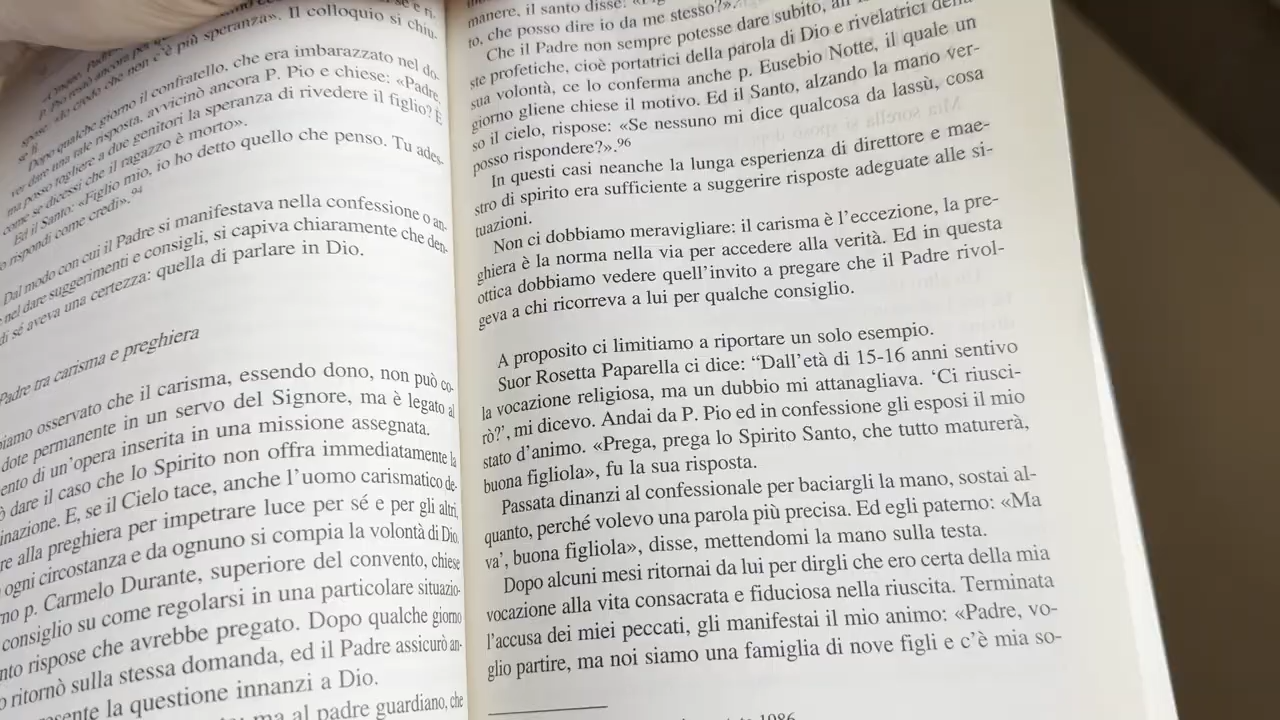 se e ri-
più speranza». Il colloquio si chiu-
Dopo qualche giorno il confratello, che era imbarazzato nel do-
ver dare una tale risposta, avvicinò ancora P. Pio e chiese: «Padre,
ma posso togliere a due genitori la speranza di rivedere il figlio? È
come se dicessi che il ragazzo è morto».
Ed il Santo: «Figlio mio, io ho detto quello che penso. Tu ades-
rispondi come credi».94
Dal modo con cui il Padre si manifestava nella confessione o an-
nel dare suggerimenti e consigli, si capiva chiaramente che den-
di sé aveva una certezza: quella di parlare in Dio.
Padre tra carisma e preghiera
iamo osservato che il carisma, essendo dono, non può co-
dote permanente in un servo del Signore, ma è legato al
ento di un'opera inserita in una missione assegnata.
ò dare il caso che lo Spirito non offra immediatamente la
inazione. E, se il Cielo tace, anche l'uomo carismatico de-
re alla preghiera per impetrare luce per sé e per gli altri,
ogni circostanza e da ognuno si compia la volontà di Dio.
no p. Carmelo Durante, superiore del convento, chiese
consiglio su come regolarsi in una particolare situazio-
nto rispose che avrebbe pregato. Dopo qualche giorno
ritornò sulla stessa domanda, ed il Padre assicurò an-
esente la questione innanzi a Dio.
ma al padre guardiano, che
manere, il santo disse:
to, che posso dire io da me stesso?».
Che il Padre non sempre potesse dare subito,
ste profetiche, cioè portatrici della parola di Dio e rivelatrici della
sua volontà, ce lo conferma anche p. Eusebio Notte, il quale un
giorno gliene chiese il motivo. Ed il Santo, alzando la mano ver-
so il cielo, rispose: «Se nessuno mi dice qualcosa da lassù, cosa
posso rispondere?».96
In questi casi neanche la lunga esperienza di direttore e mae-
stro di spirito era sufficiente a suggerire risposte adeguate alle si-
tuazioni.
Non ci dobbiamo meravigliare: il carisma è l'eccezione, la pre-
ghiera è la norma nella via per accedere alla verità. Ed in questa
ottica dobbiamo vedere quell'invito a pregare che il Padre rivol-
geva a chi ricorreva a lui per qualche consiglio.
A proposito ci limitiamo a riportare un solo esempio.
Suor Rosetta Paparella ci dice: “Dall'età di 15-16 anni sentivo
la vocazione religiosa, ma un dubbio mi attanagliava. ‘Ci riusci-
rò?’, mi dicevo. Andai da P. Pio ed in confessione gli esposi il mio
stato d'animo. «Prega, prega lo Spirito Santo, che tutto maturerà,
buona figliola», fu la sua risposta.
Passata dinanzi al confessionale per baciargli la mano, sostai al-
quanto, perché volevo una parola più precisa. Ed egli paterno: «Ma
va', buona figliola», disse, mettendomi la mano sulla testa.
Dopo alcuni mesi ritornai da lui per dirgli che ero certa della mia
vocazione alla vita consacrata e fiduciosa nella riuscita. Terminata
l'accusa dei miei peccati, gli manifestai il mio animo: «Padre, vo-
glio partire, ma noi siamo una famiglia di nove figli e c'è mia so-
1986